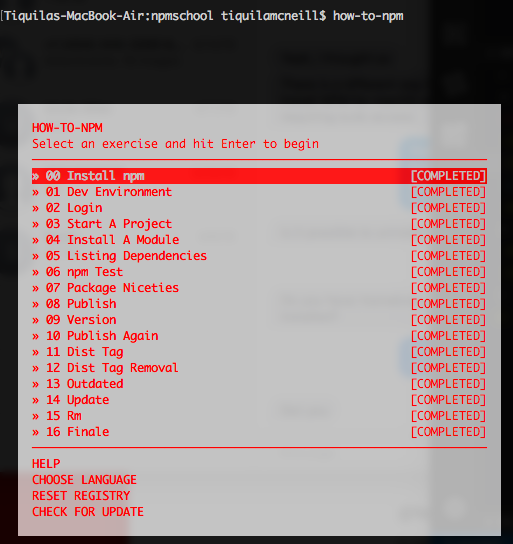 [Tiquilas-MacBook-Air:npmschool tiquilamcneill$ how-to-npm
HOW-TO-NPM
Select an exercise and hit Enter to begin
» 00 Install npm [COMPLETED]
» 01 Dev Environment [COMPLETED]
» 02 Login [COMPLETED]
» 03 Start A Project [COMPLETED]
» 04 Install A Module [COMPLETED]
» 05 Listing Dependencies [COMPLETED]
» 06 npm Test [COMPLETED]
» 07 Package Niceties [COMPLETED]
» 08 Publish [COMPLETED]
» 09 Version [COMPLETED]
» 10 Publish Again [COMPLETED]
» 11 Dist Tag [COMPLETED]
» 12 Dist Tag Removal [COMPLETED]
» 13 Outdated [COMPLETED]
» 14 Update [COMPLETED]
» 15 Rm [COMPLETED]
» 16 Finale [COMPLETED]
HELP
CHOOSE LANGUAGE
RESET REGISTRY
CHECK FOR UPDATE